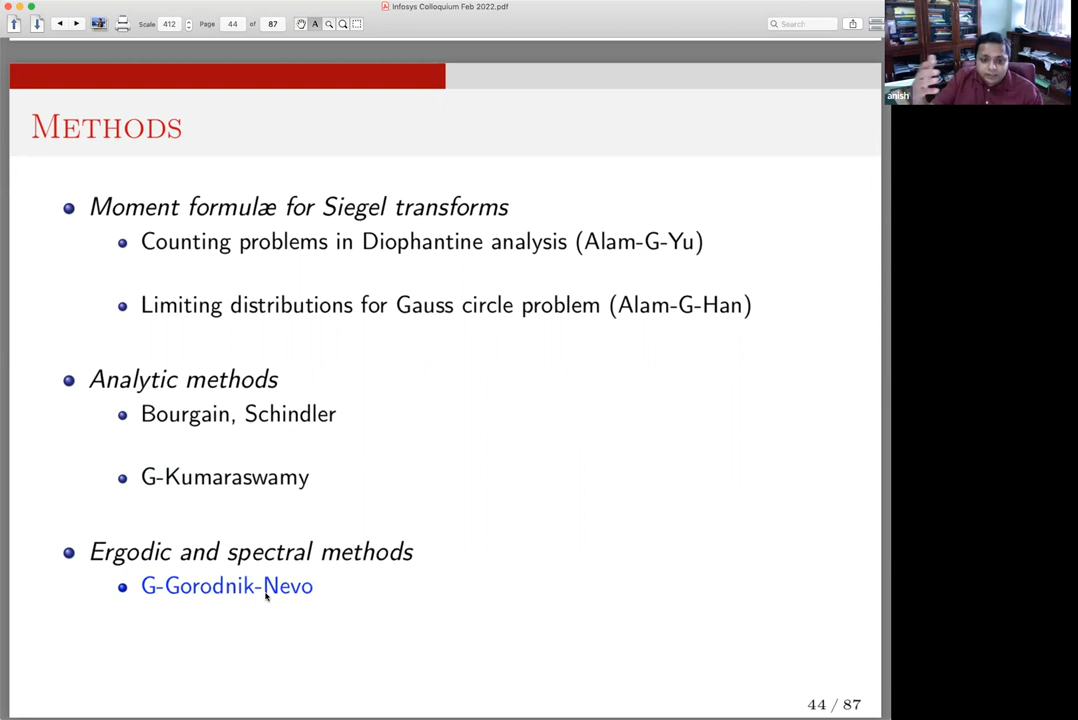 Infosys Colloquium Feb 2022.pdf
Scale 412 Page 44 of 87 A Search
anish
METHODS
Moment formulæ for Siegel transforms
Counting problems in Diophantine analysis (Alam-G-Yu)
Limiting distributions for Gauss circle problem (Alam-G-Han)
Analytic methods
Bourgain, Schindler
G-Kumaraswamy
Ergodic and spectral methods
G-Gorodnik-Nevo
44 / 87